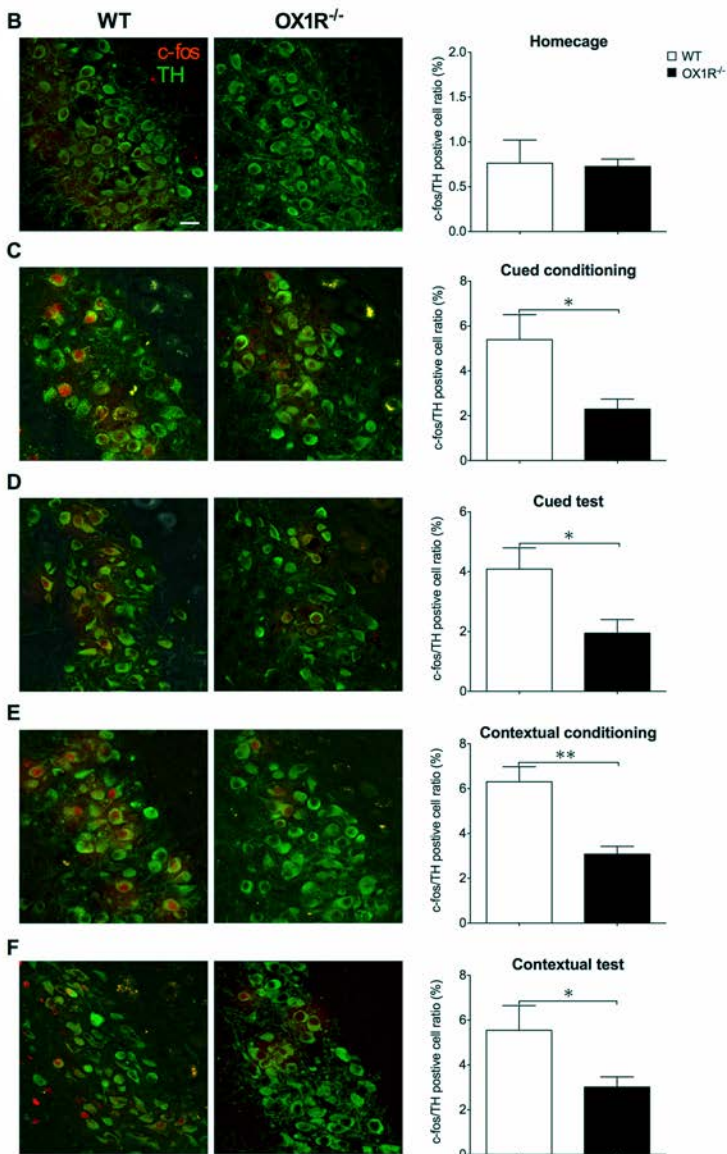 B
WT
OX1R-/-
c-fos
TH
Homecage
WT
OX1R-/-
c-fos/TH postive cell ratio (%)
2.0
1.5
1.0
0.5
0.0
C
Cued conditioning
c-fos/TH postive cell ratio (%)
8
6
4
2
0
*
D
Cued test
c-fos/TH postive cell ratio (%)
6
4
2
0
*
E
Contextual conditioning
c-fos/TH postive cell ratio (%)
8
6
4
2
0
**
F
Contextual test
c-fos/TH postive cell ratio (%)
8
6
4
2
0
*